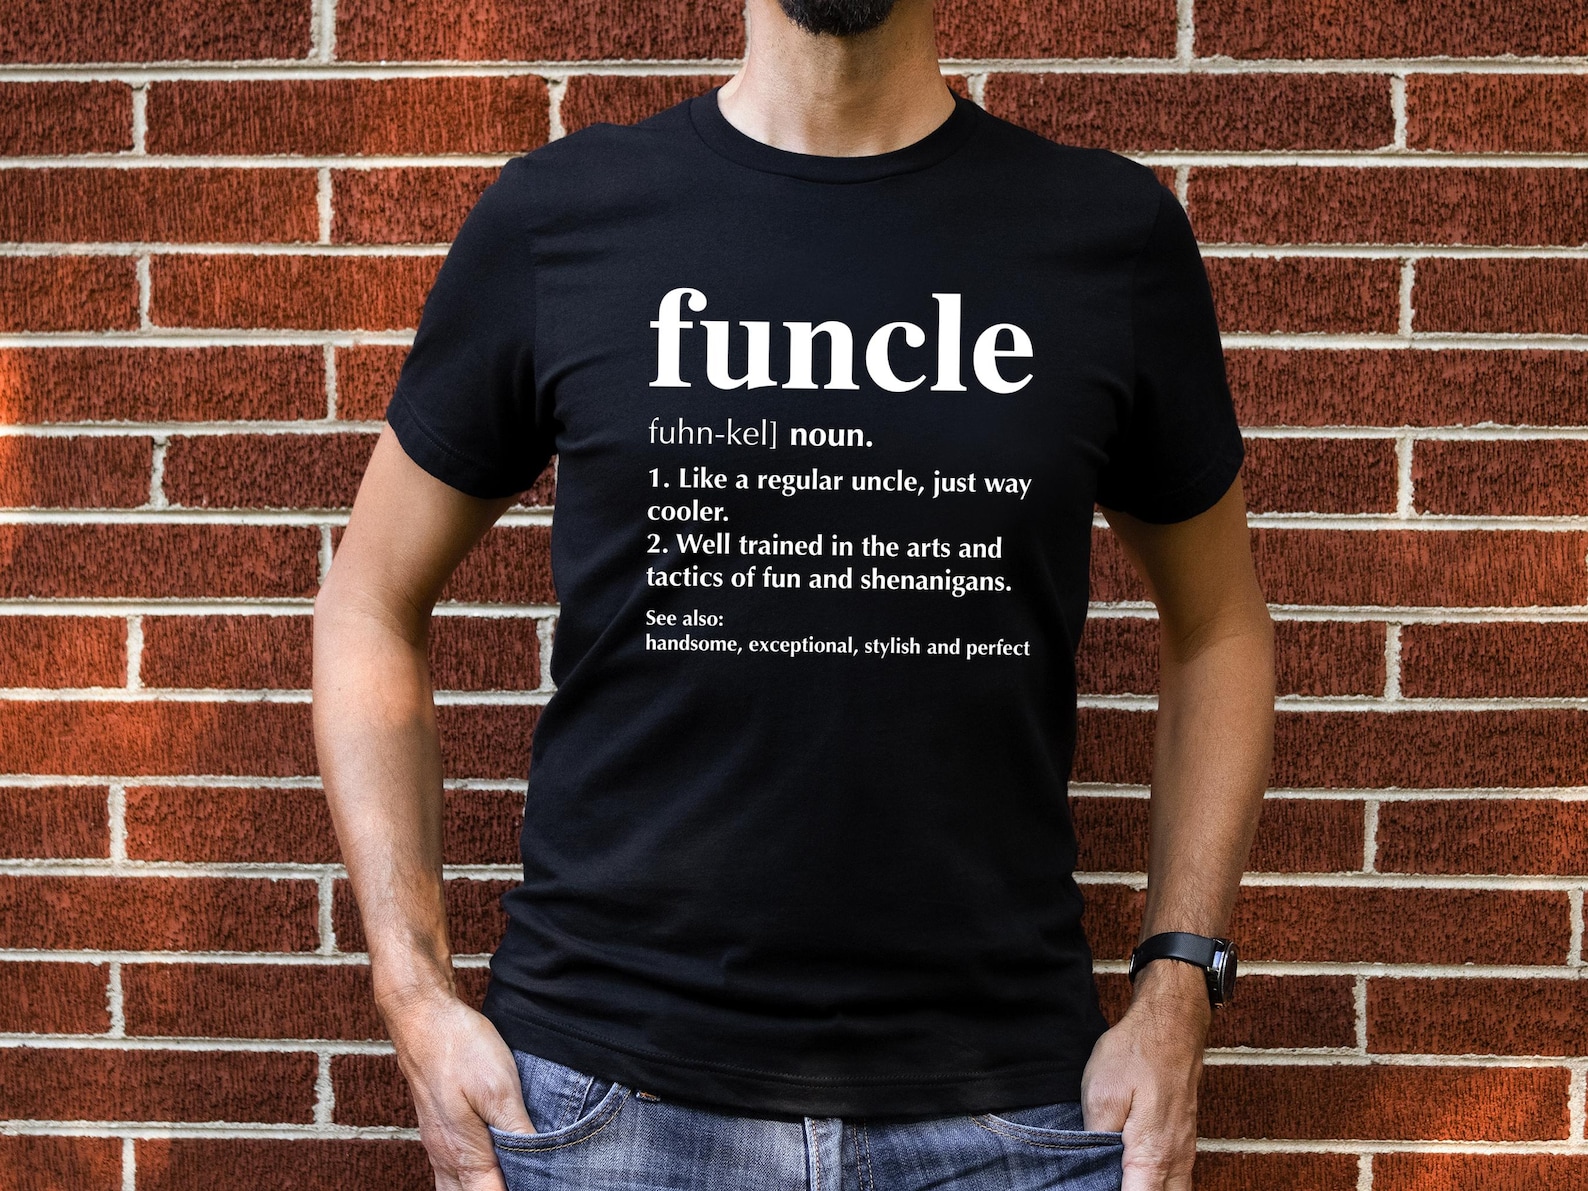 funcle
fuhn-kel] noun.
1. Like a regular uncle, just way
cooler.
2. Well trained in the arts and
tactics of fun and shenanigans.
See also:
handsome, exceptional, stylish and perfect